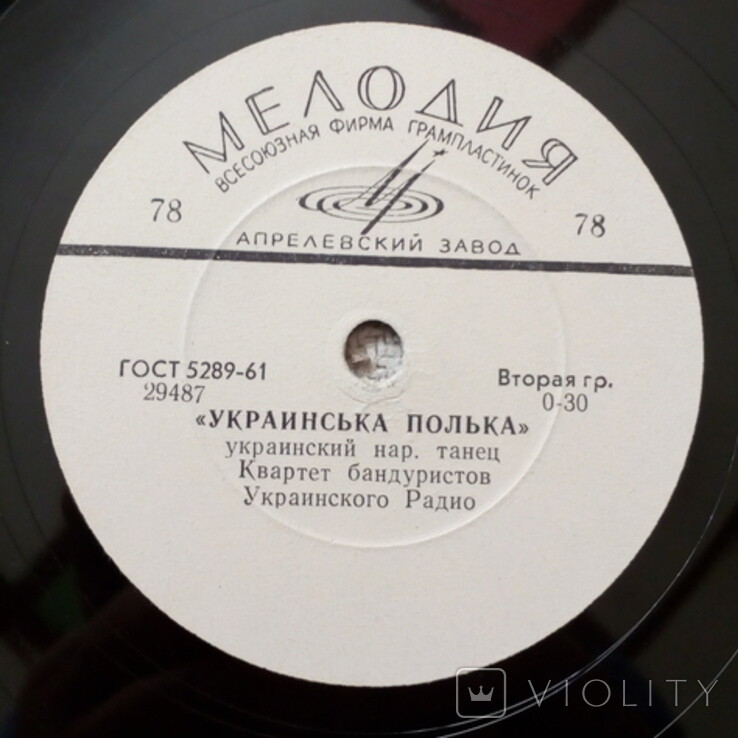 МЕЛОДИЯ
ВСЕСОЮЗНАЯ ФИРМА ГРАМПЛАСТИНОК
78
78
АПРЕЛЕВСКИЙ ЗАВОД
ГОСТ 5289-61
Вторая гр.
29487
0-30
«УКРАИНСЬКА ПОЛЬКА»
украинский нар. танец
Квартет бандуристов
Украинского Радио
VIOLITY